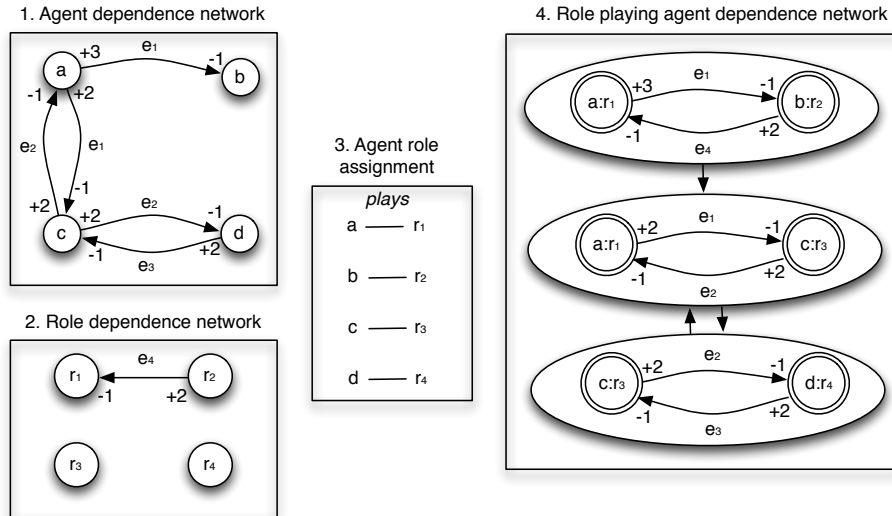 1. Agent dependence network
+3
e1
a
-1
b
-1
+2
e2
e1
-1
+2
+2
e2
-1
c
d
-1
+2
e3
2. Role dependence network
e4
r1
r2
-1
+2
r3
r4
3. Agent role
assignment
plays
a r1
b r2
c r3
d r4
4. Role playing agent dependence network
+3
e1
-1
a:r1
b:r2
-1
+2
e4
+2
e1
-1
a:r1
c:r3
-1
+2
e2
+2
e2
-1
c:r3
d:r4
-1
+2
e3